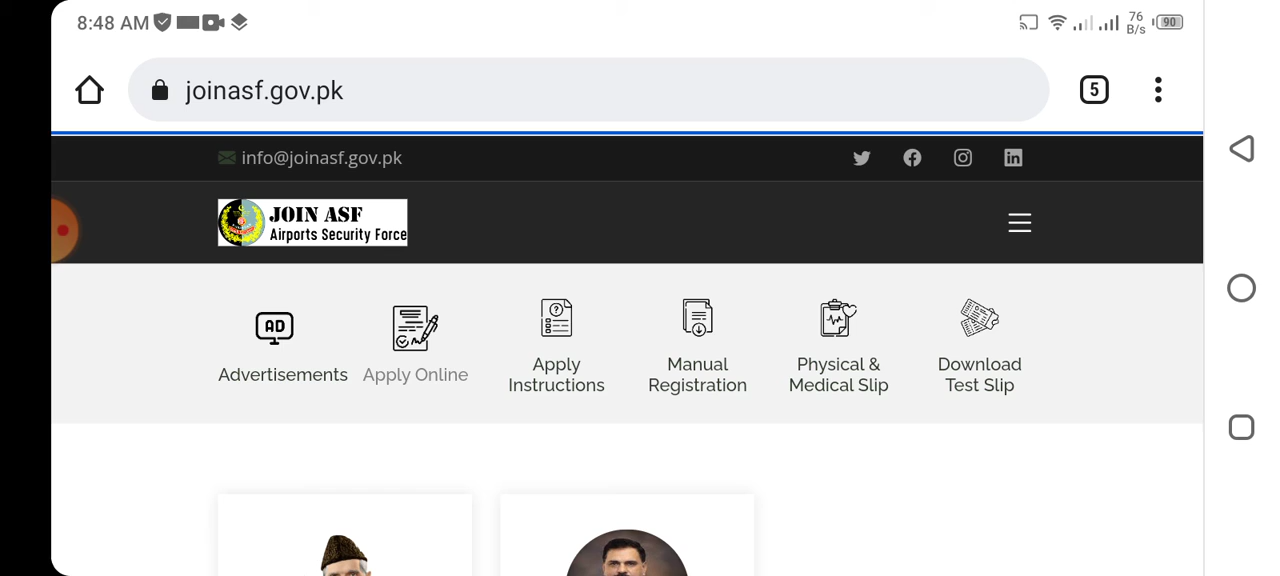 8:48 AM
76
B/s
90
joinasf.gov.pk
5
info@joinasf.gov.pk
JOIN ASF
Airports Security Force
AD
Advertisements
Apply Online
Apply
Instructions
Manual
Registration
Physical &
Medical Slip
Download
Test Slip